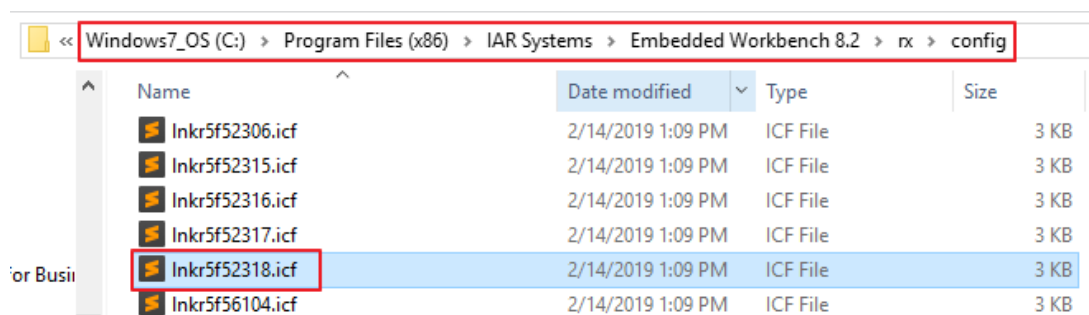 « Windows7_OS (C:) > Program Files (x86) > IAR Systems > Embedded Workbench 8.2 > rx > config
Name Date modified Type Size
lnkr5f52306.icf 2/14/2019 1:09 PM ICF File 3 KB
lnkr5f52315.icf 2/14/2019 1:09 PM ICF File 3 KB
lnkr5f52316.icf 2/14/2019 1:09 PM ICF File 3 KB
lnkr5f52317.icf 2/14/2019 1:09 PM ICF File 3 KB
or Busin lnkr5f52318.icf 2/14/2019 1:09 PM ICF File 3 KB
lnkr5f56104.icf 2/14/2019 1:09 PM ICF File 3 KB